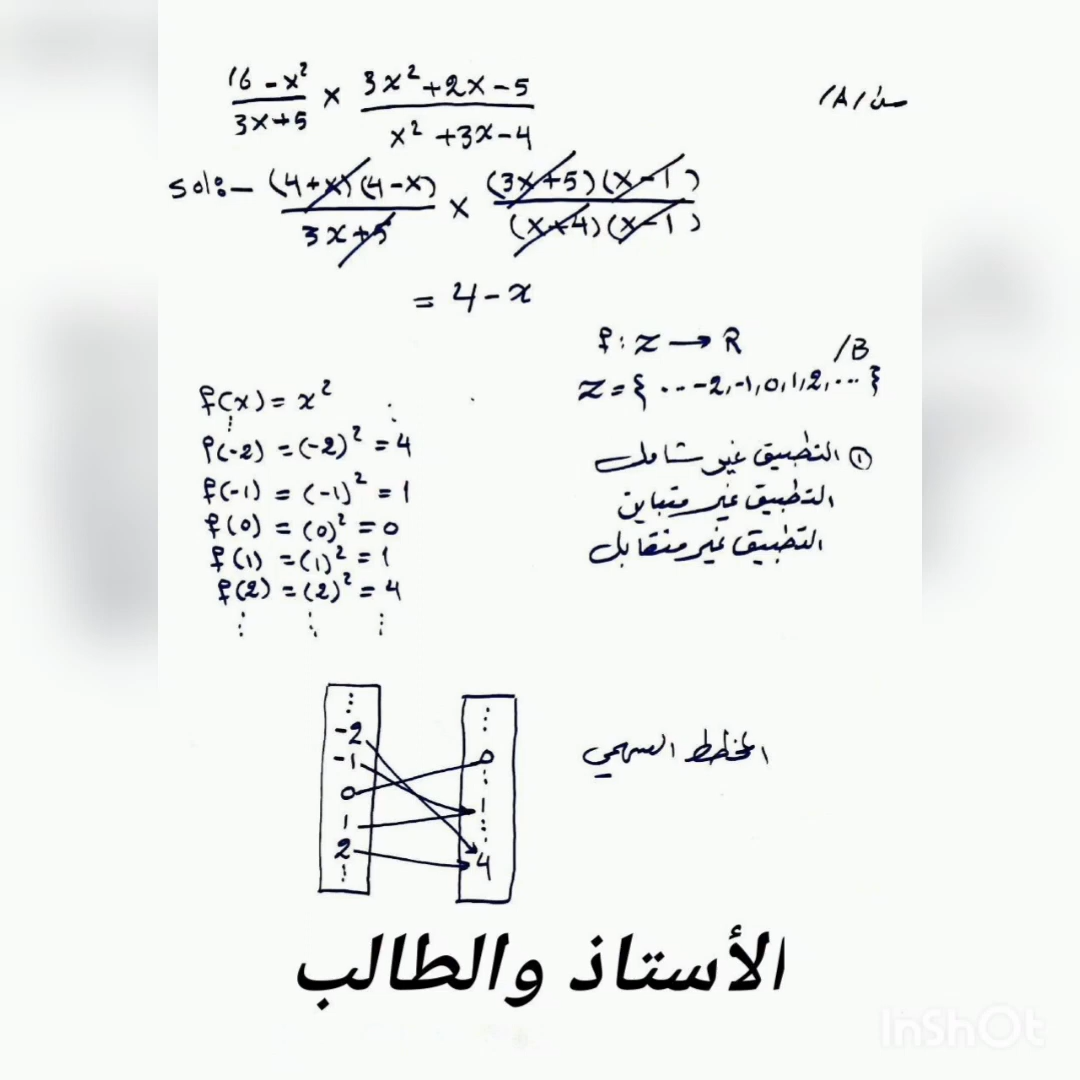 س١/ A/
16 - x² / 3x+5 × 3x²+2x-5 / x²+3x-4
Sol:- (4+x)(4-x) / 3x+5 × (3x+5)(x-1) / (x+4)(x-1)
= 4-x
B/ f: Z → R
Z={ ...-2,-1,0,1,2,... }
f(x) = x²
f(-2) = (-2)² = 4
f(-1) = (-1)² = 1
f(0) = (0)² = 0
f(1) = (1)² = 1
f(2) = (2)² = 4
① التطبيق غير شامل
التطبيق غير متباين
التطبيق غير متقابل
المخطط السهمي
-2
-1
0
1
2
0
1
4
الأستاذ والطالب
InShOt